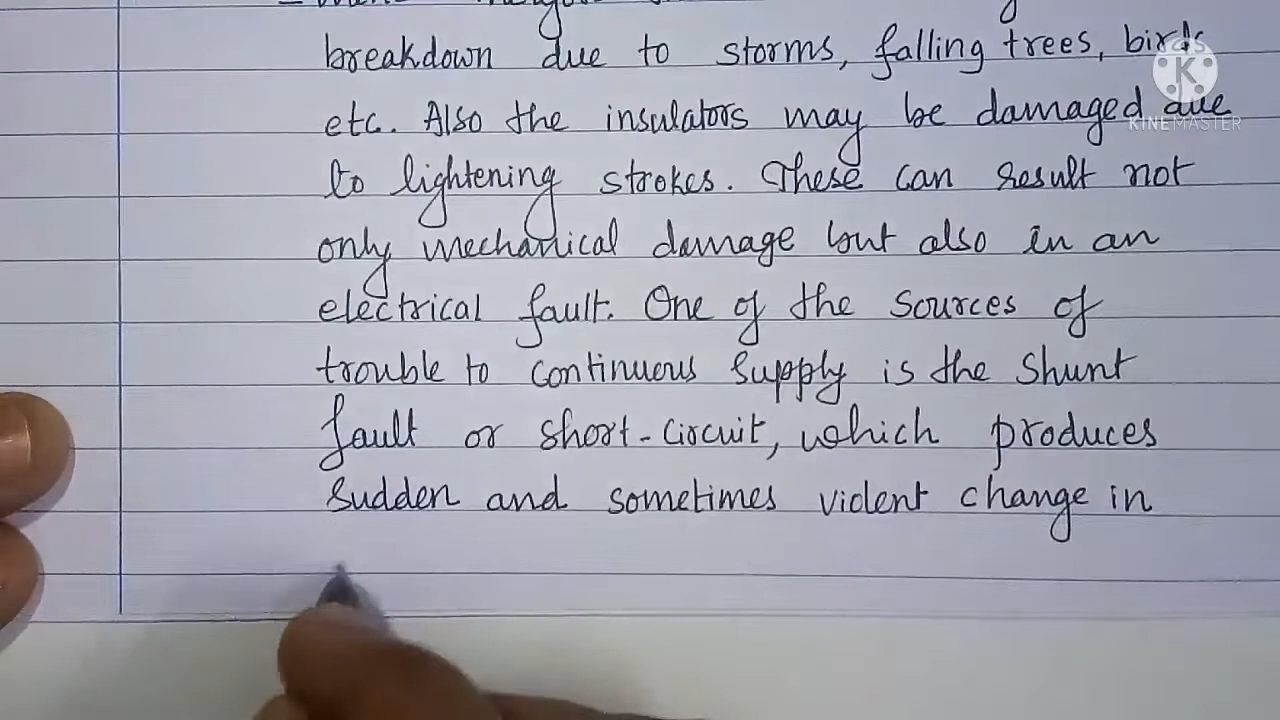 breakdown due to storms, falling trees, birds
etc. Also the insulators may be damaged due
to lightening strokes. These can result not
only mechanical damage but also in an
electrical fault. One of the sources of
trouble to continuous supply is the shunt
fault or short-circuit, which produces
sudden and sometimes violent change in
K
KINEMASTER